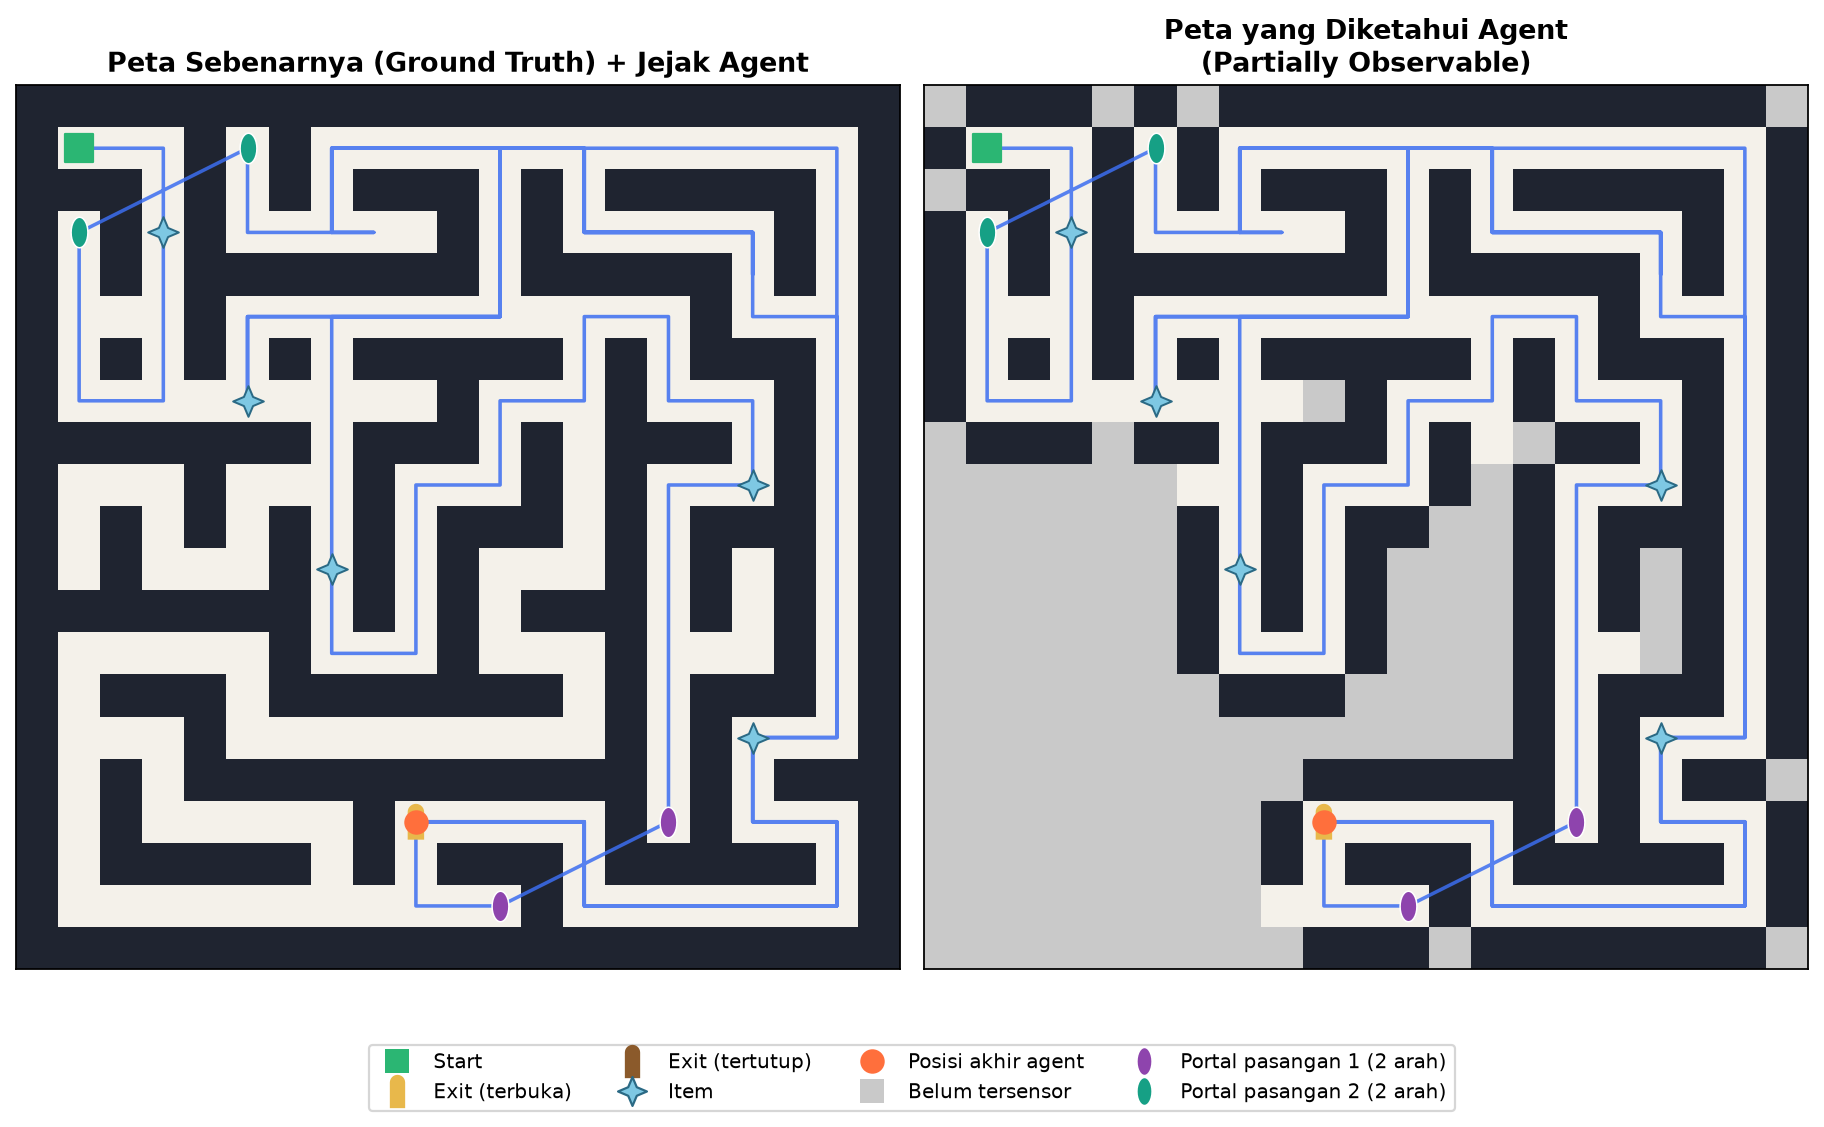 Peta Sebenarnya (Ground Truth) + Jejak Agent
Peta yang Diketahui Agent
(Partially Observable)
Start
Exit (terbuka)
Exit (tertutup)
Item
Posisi akhir agent
Belum tersensor
Portal pasangan 1 (2 arah)
Portal pasangan 2 (2 arah)